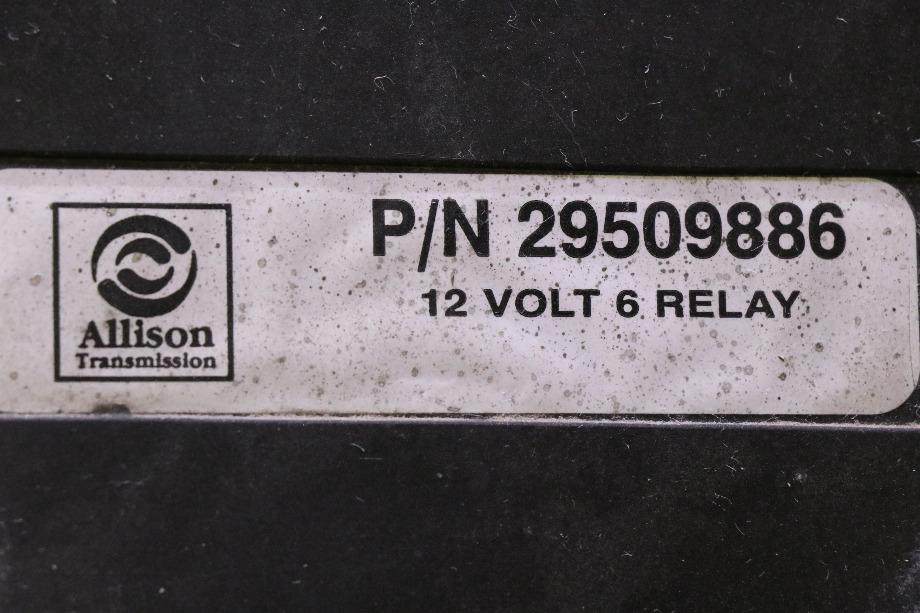 Allison
Transmission
P/N 29509886
12 VOLT 6 RELAY